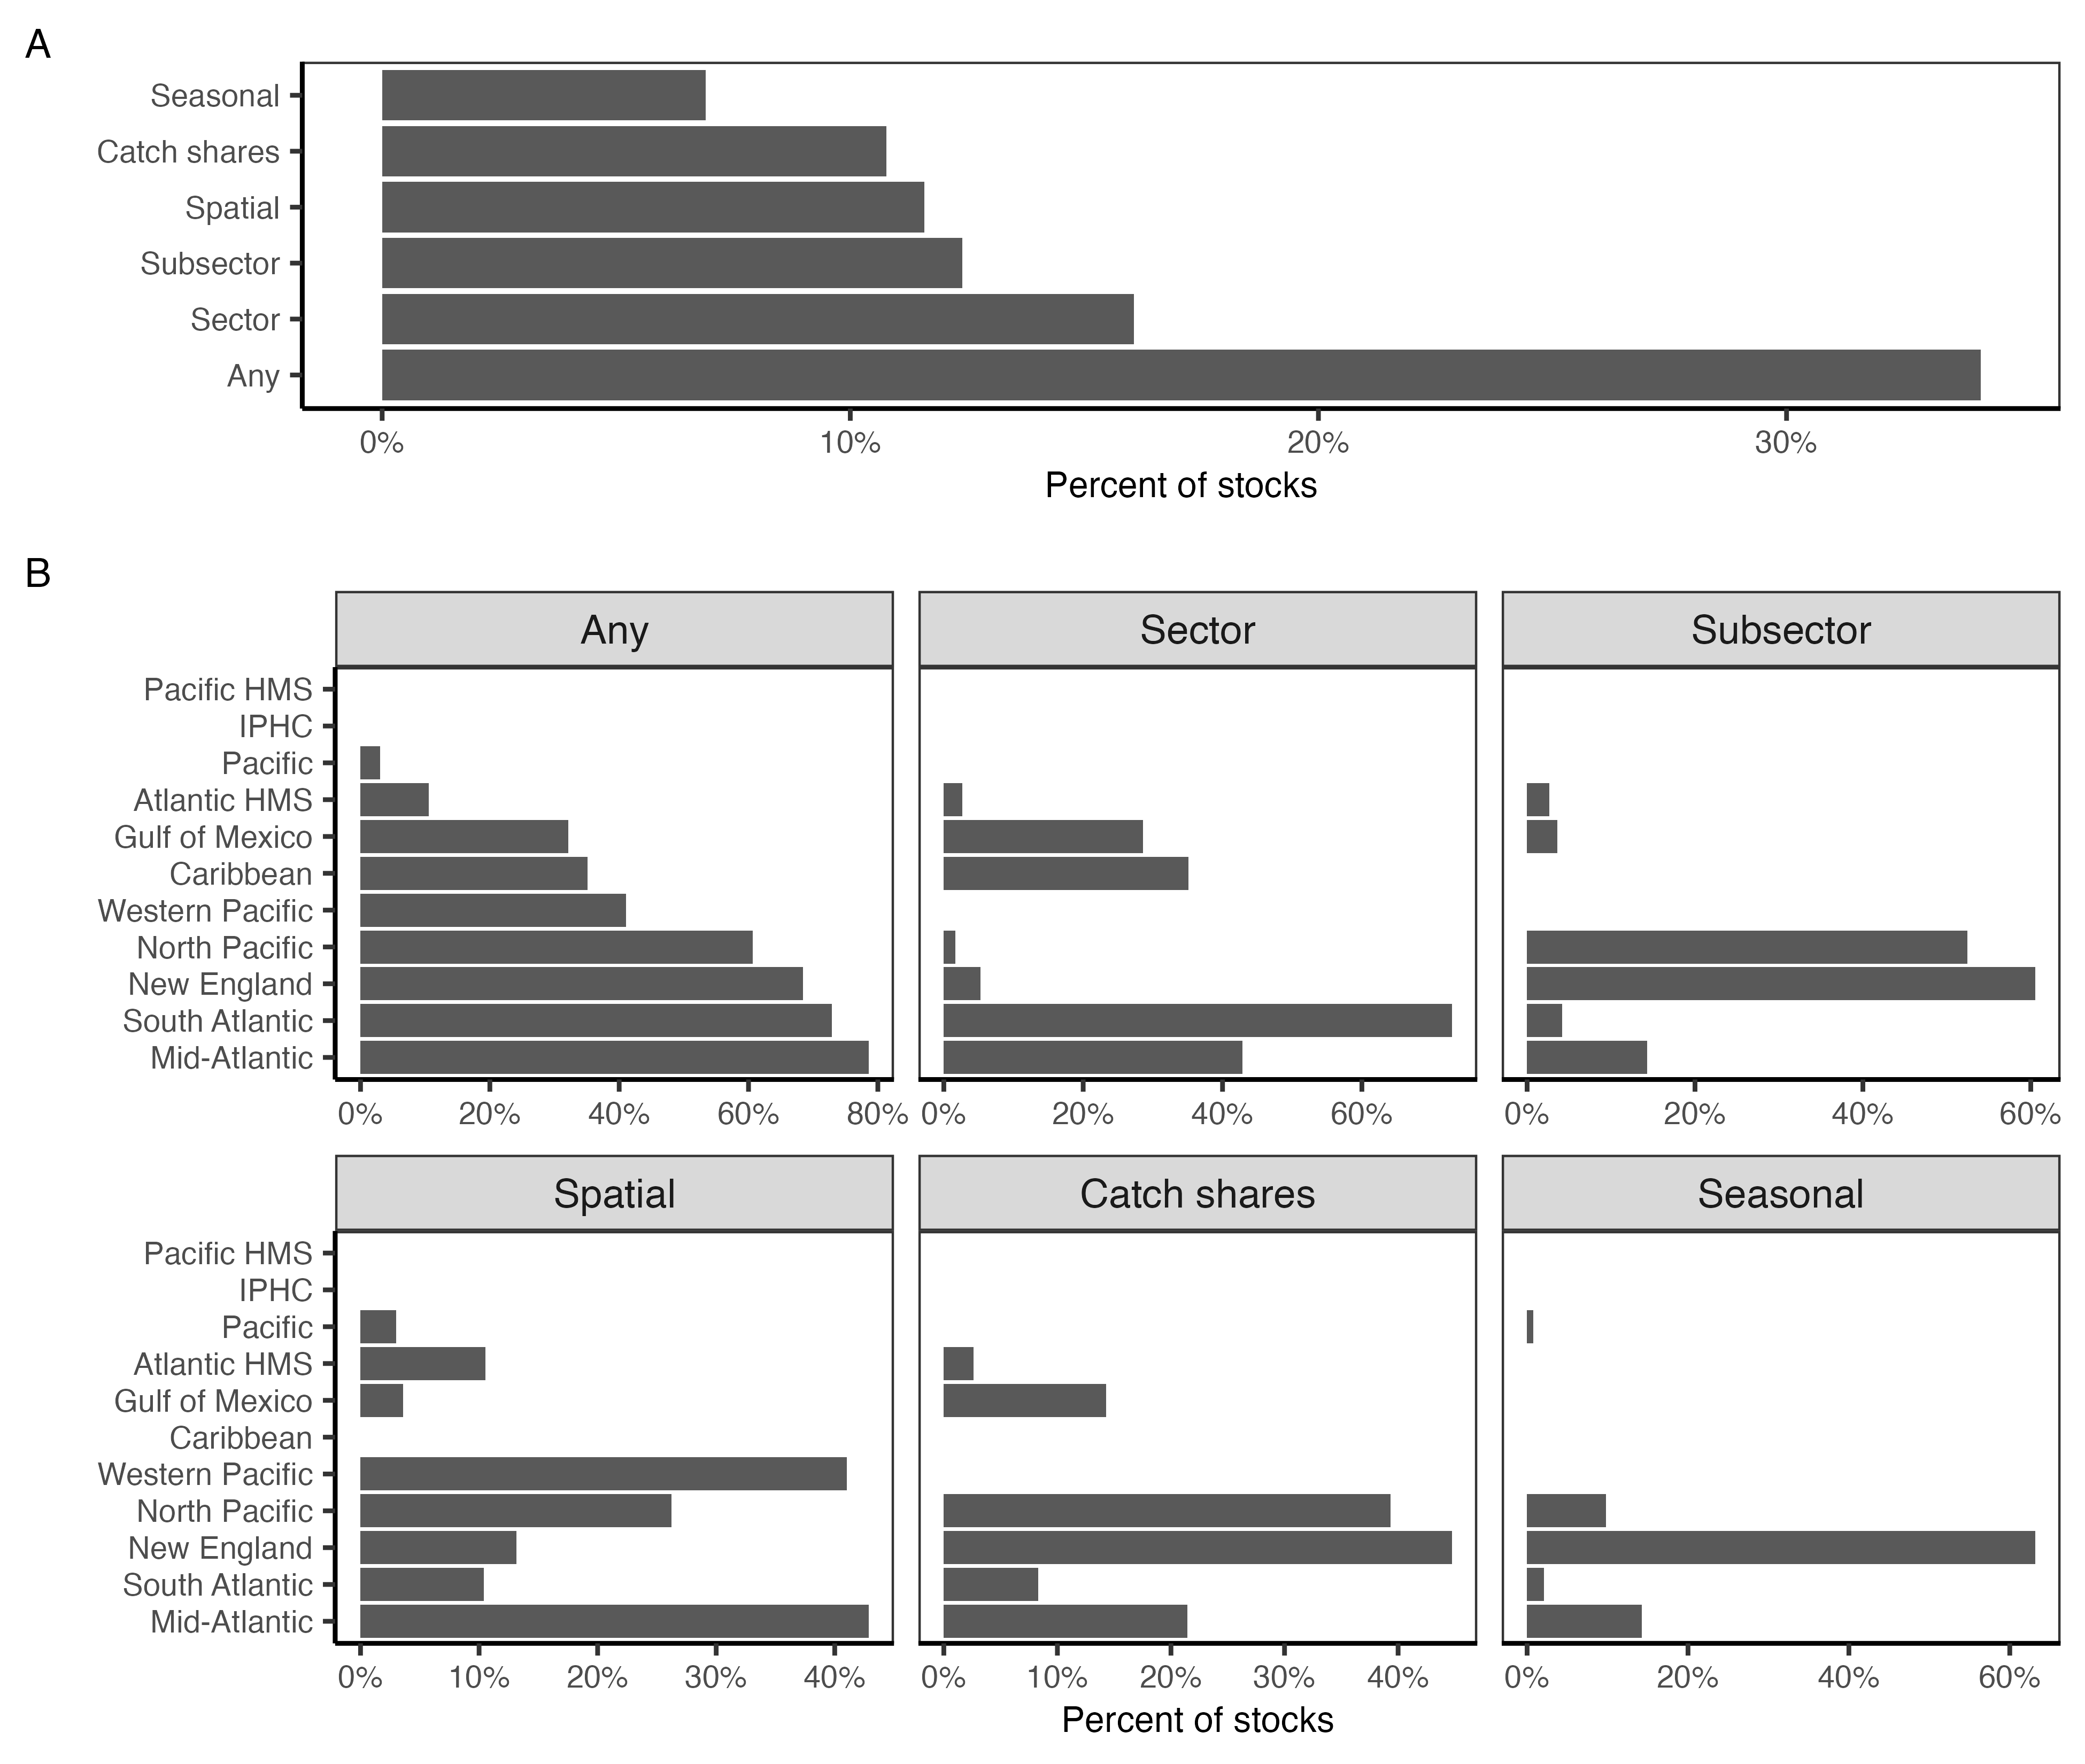 A
Seasonal
Catch shares
Spatial
Subsector
Sector
Any
0% 10% 20% 30%
Percent of stocks
B
Any Sector Subsector
Pacific HMS
IPHC
Pacific
Atlantic HMS
Gulf of Mexico
Caribbean
Western Pacific
North Pacific
New England
South Atlantic
Mid-Atlantic
0% 20% 40% 60% 80% 0% 20% 40% 60% 0% 20% 40% 60%
Spatial Catch shares Seasonal
Pacific HMS
IPHC
Pacific
Atlantic HMS
Gulf of Mexico
Caribbean
Western Pacific
North Pacific
New England
South Atlantic
Mid-Atlantic
0% 10% 20% 30% 40% 0% 10% 20% 30% 40% 0% 20% 40% 60%
Percent of stocks